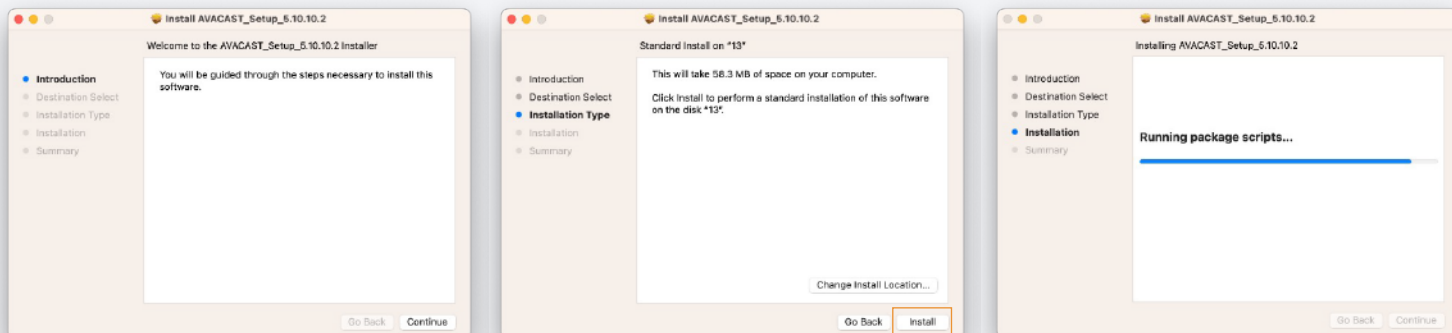 Install AVACAST_Setup_5.10.10.2
Welcome to the AVACAST_Setup_5.10.10.2 Installer
Introduction
Destination Select
Installation Type
Installation
Summary
You will be guided through the steps necessary to install this
software.
Go Back
Continue
Install AVACAST_Setup_5.10.10.2
Standard Install on "13"
Introduction
Destination Select
Installation Type
Installation
Summary
This will take 58.3 MB of space on your computer.
Click Install to perform a standard installation of this software
on the disk "13".
Change Install Location...
Go Back
Install
Install AVACAST_Setup_5.10.10.2
Installing AVACAST_Setup_5.10.10.2
Introduction
Destination Select
Installation Type
Installation
Summary
Running package scripts...
Go Back
Continue